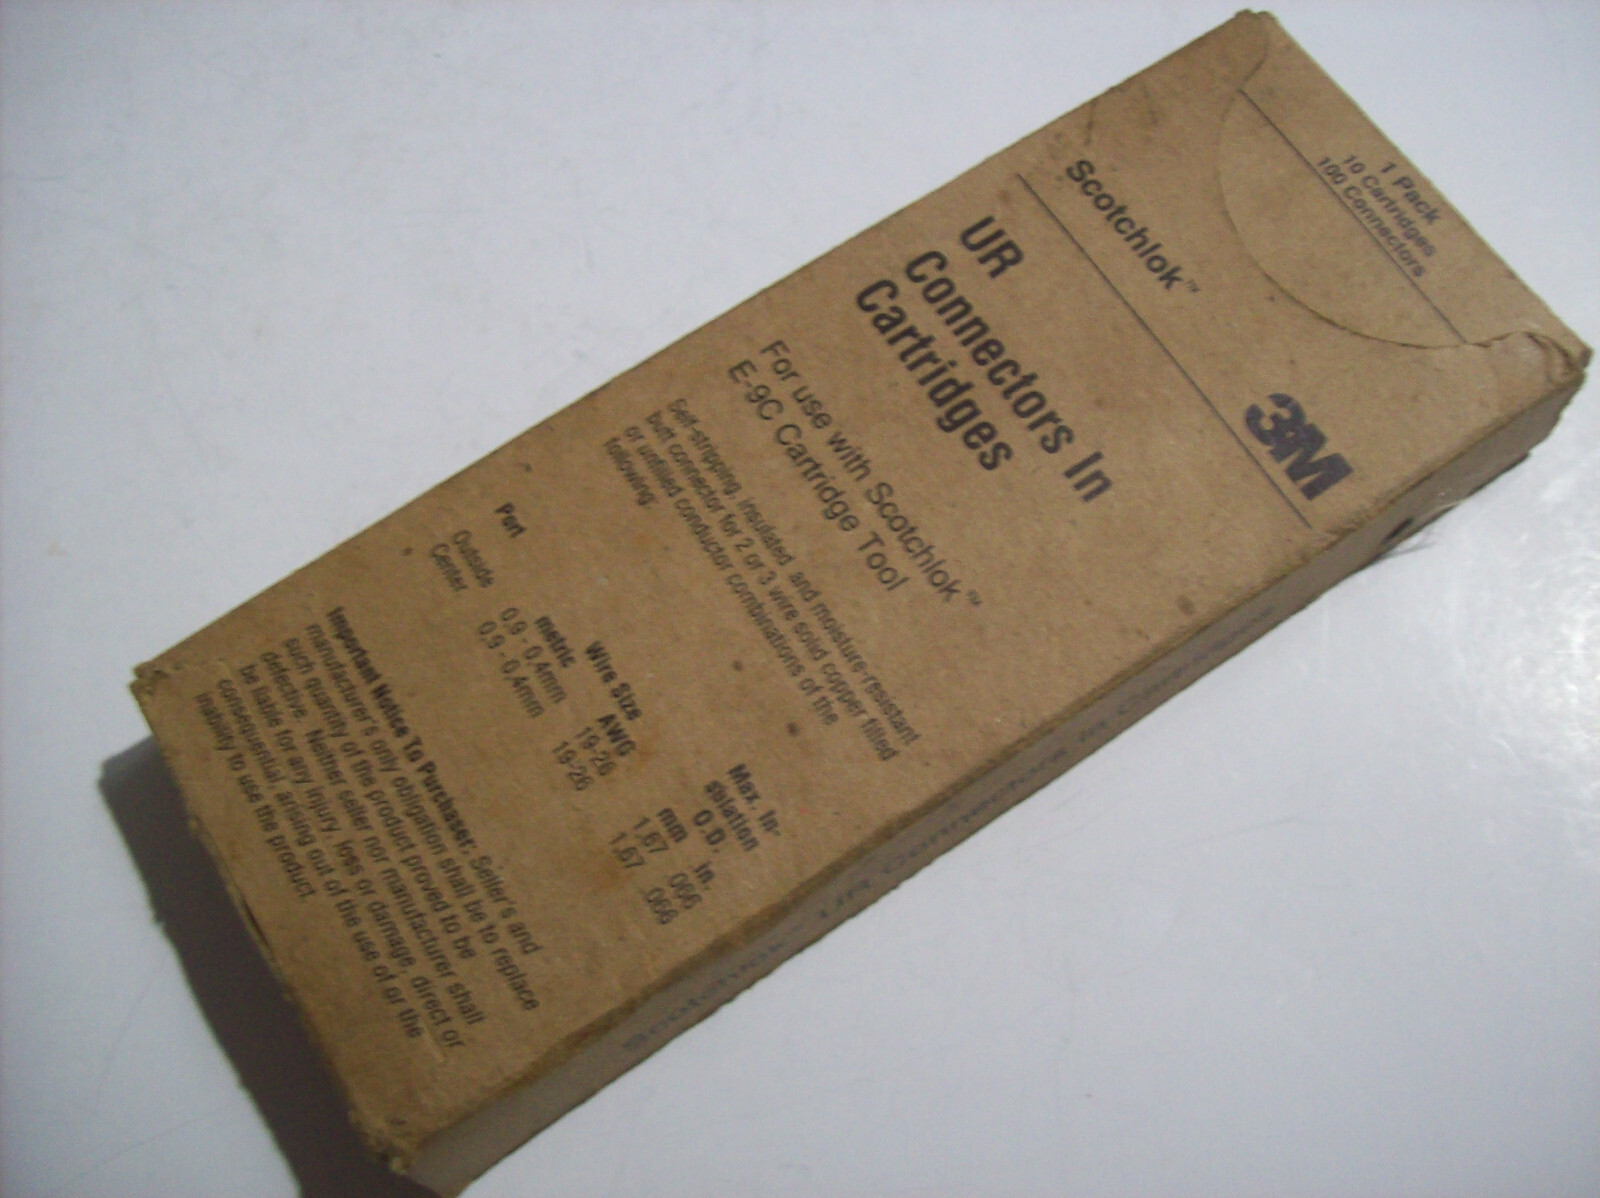 1 Pack
10 Cartridges
100 Connectors
Scotchlok™
3M
UR
Connectors In
Cartridges
For use with Scotchlok™
E-9C Cartridge Tool
Self-stripping, insulated and moisture-resistant
butt connector for 2 or 3 wire solid copper filled
or unfilled conductor combinations of the
following:
Max. In-
sulation
Wire Size O.D.
Port metric AWG mm in.
Outside 0,9 - 0,4mm 19-26 1,67 .066
Center 0,9 - 0,4mm 19-26 1,67 .066
Important Notice To Purchaser: Seller's and
manufacturer's only obligation shall be to replace
such quantity of the product proved to be
defective. Neither seller nor manufacturer shall
be liable for any injury, loss or damage, direct or
consequential, arising out of the use of or the
inability to use the product.
Scotchlok™ UR Connectors in Cartridges